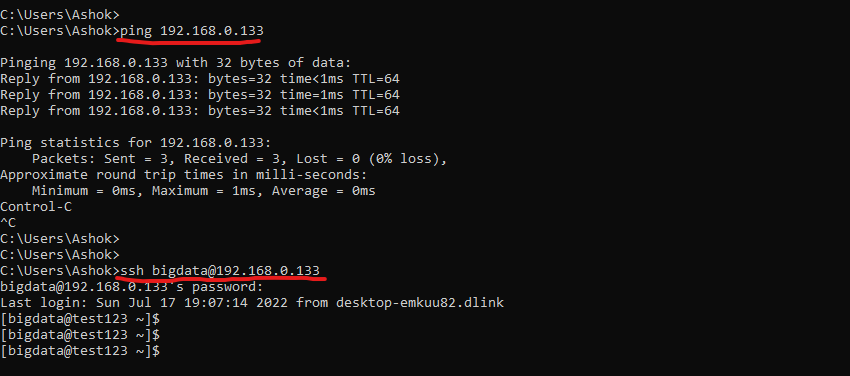 C:\Users\Ashok>
C:\Users\Ashok>ping 192.168.0.133
Pinging 192.168.0.133 with 32 bytes of data:
Reply from 192.168.0.133: bytes=32 time<1ms TTL=64
Reply from 192.168.0.133: bytes=32 time=1ms TTL=64
Reply from 192.168.0.133: bytes=32 time<1ms TTL=64
Ping statistics for 192.168.0.133:
    Packets: Sent = 3, Received = 3, Lost = 0 (0% loss),
Approximate round trip times in milli-seconds:
    Minimum = 0ms, Maximum = 1ms, Average = 0ms
Control-C
^C
C:\Users\Ashok>
C:\Users\Ashok>
C:\Users\Ashok>ssh bigdata@192.168.0.133
bigdata@192.168.0.133's password:
Last login: Sun Jul 17 19:07:14 2022 from desktop-emkuu82.dlink
[bigdata@test123 ~]$
[bigdata@test123 ~]$
[bigdata@test123 ~]$